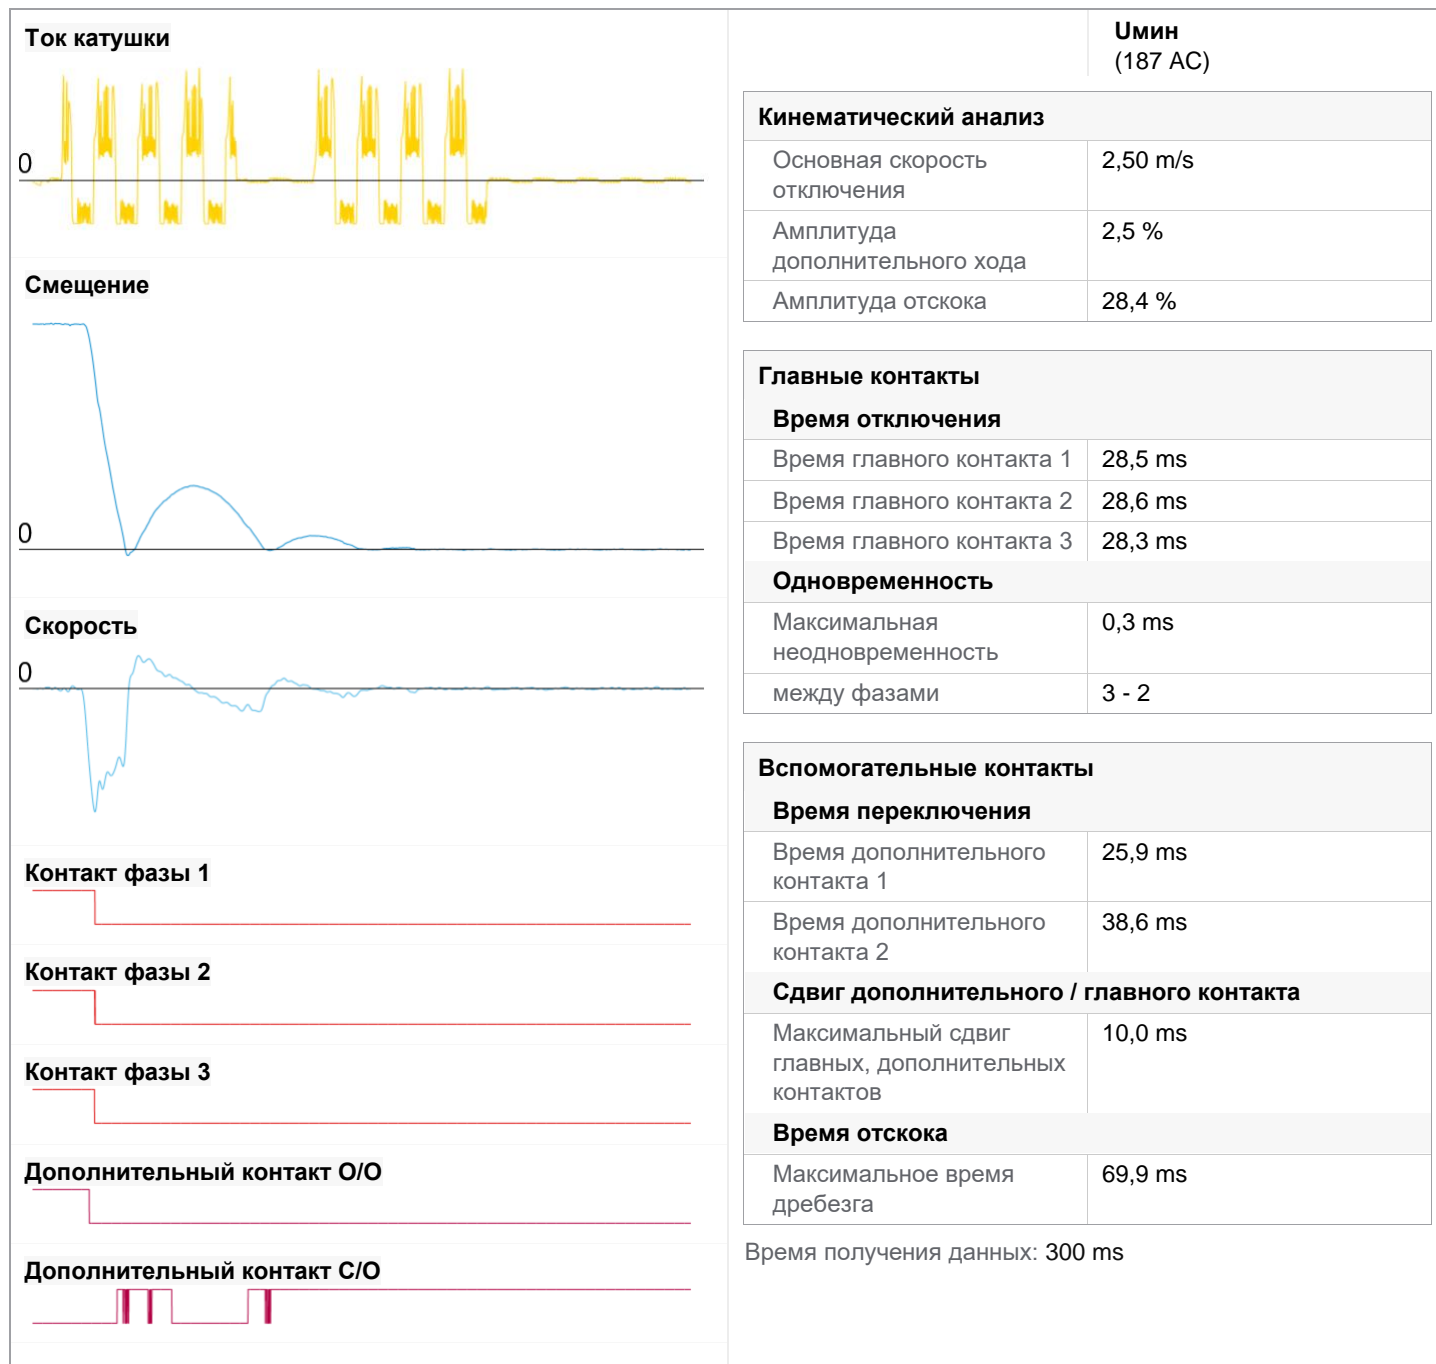 Ток катушки
0
Смещение
0
Скорость
0
Контакт фазы 1
Контакт фазы 2
Контакт фазы 3
Дополнительный контакт O/O
Дополнительный контакт C/O
Uмин
(187 AC)
Кинематический анализ
Основная скорость
отключения
2,50 m/s
Амплитуда
дополнительного хода
2,5 %
Амплитуда отскока
28,4 %
Главные контакты
Время отключения
Время главного контакта 1
28,5 ms
Время главного контакта 2
28,6 ms
Время главного контакта 3
28,3 ms
Одновременность
Максимальная
неодновременность
0,3 ms
между фазами
3 - 2
Вспомогательные контакты
Время переключения
Время дополнительного
контакта 1
25,9 ms
Время дополнительного
контакта 2
38,6 ms
Сдвиг дополнительного / главного контакта
Максимальный сдвиг
главных, дополнительных
контактов
10,0 ms
Время отскока
Максимальное время
дребезга
69,9 ms
Время получения данных: 300 ms